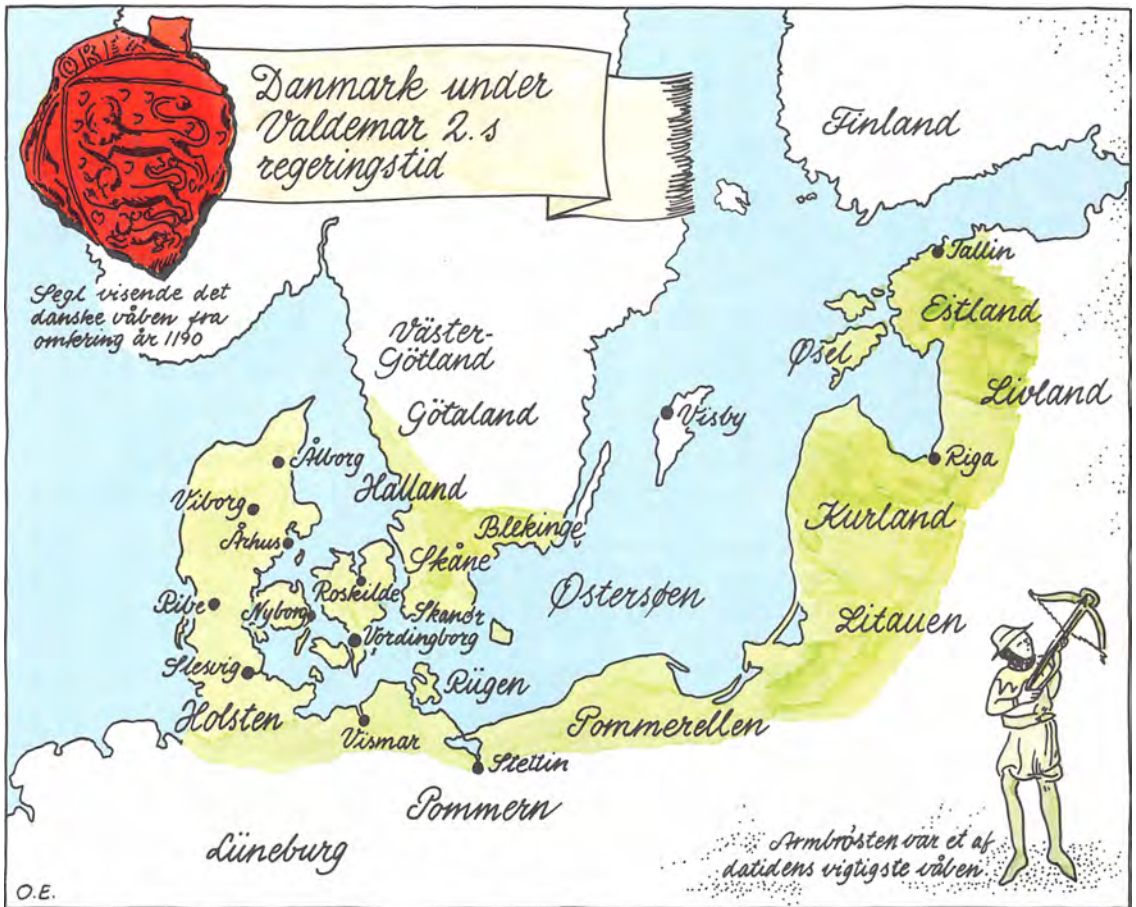 OREX
Danmark under
Valdemar 2.s
regeringstid
Segl visende det
danske våben fra
omkring år 1190
Finland
Tallin
Estland
Øsel
Livland
Väster-
Götland
Götaland
Visby
Riga
Ålborg
Halland
Viborg
Blekinge
Kurland
Århus
Skåne
Østersøen
Roskilde
Ribe
Nyborg
Skanør
Litauen
Vordingborg
Slesvig
Rügen
Holsten
Pommerellen
Vismar
Stettin
Pommern
Lüneburg
Armbrøsten var et af
datidens vigtigste våben.
O.E.